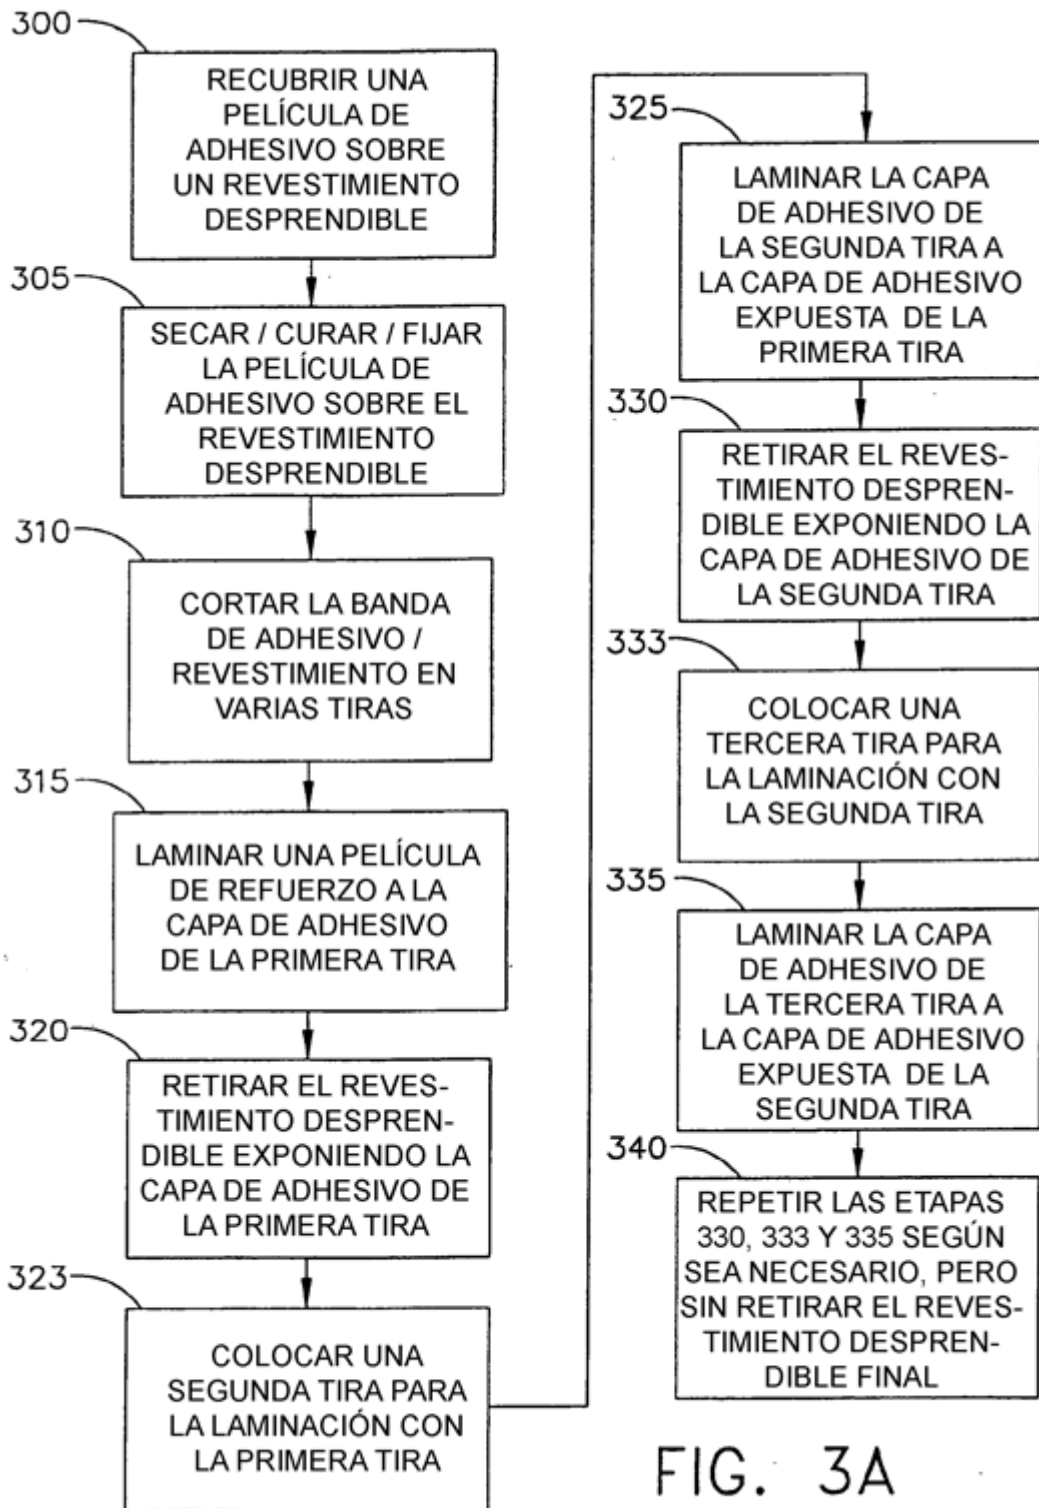 300
RECUBRIR UNA
PELÍCULA DE
ADHESIVO SOBRE
UN REVESTIMIENTO
DESPRENDIBLE
305
SECAR / CURAR / FIJAR
LA PELÍCULA DE
ADHESIVO SOBRE EL
REVESTIMIENTO
DESPRENDIBLE
310
CORTAR LA BANDA
DE ADHESIVO /
REVESTIMIENTO EN
VARIAS TIRAS
315
LAMINAR UNA PELÍCULA
DE REFUERZO A LA
CAPA DE ADHESIVO
DE LA PRIMERA TIRA
320
RETIRAR EL REVES-
TIMIENTO DESPREN-
DIBLE EXPONIENDO LA
CAPA DE ADHESIVO DE
LA PRIMERA TIRA
323
COLOCAR UNA
SEGUNDA TIRA PARA
LA LAMINACIÓN CON
LA PRIMERA TIRA
325
LAMINAR LA CAPA
DE ADHESIVO DE
LA SEGUNDA TIRA A
LA CAPA DE ADHESIVO
EXPUESTA DE LA
PRIMERA TIRA
330
RETIRAR EL REVES-
TIMIENTO DESPREN-
DIBLE EXPONIENDO LA
CAPA DE ADHESIVO DE
LA SEGUNDA TIRA
333
COLOCAR UNA
TERCERA TIRA PARA
LA LAMINACIÓN CON
LA SEGUNDA TIRA
335
LAMINAR LA CAPA
DE ADHESIVO DE
LA TERCERA TIRA A
LA CAPA DE ADHESIVO
EXPUESTA DE LA
SEGUNDA TIRA
340
REPETIR LAS ETAPAS
330, 333 Y 335 SEGÚN
SEA NECESARIO, PERO
SIN RETIRAR EL REVES-
TIMIENTO DESPREN-
DIBLE FINAL
FIG. 3A